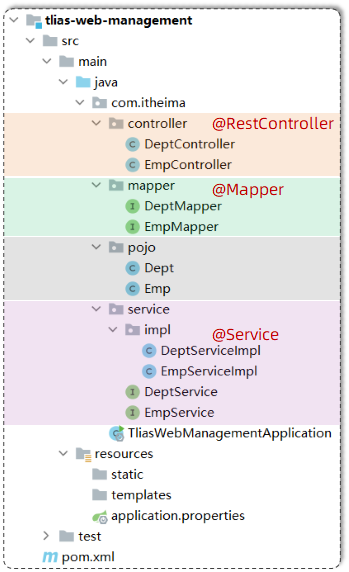 tlias-web-management
src
main
java
com.itheima
controller @RestController
DeptController
EmpController
mapper @Mapper
DeptMapper
EmpMapper
pojo
Dept
Emp
service
impl @Service
DeptServiceImpl
EmpServiceImpl
DeptService
EmpService
TliasWebManagementApplication
resources
static
templates
application.properties
test
pom.xml